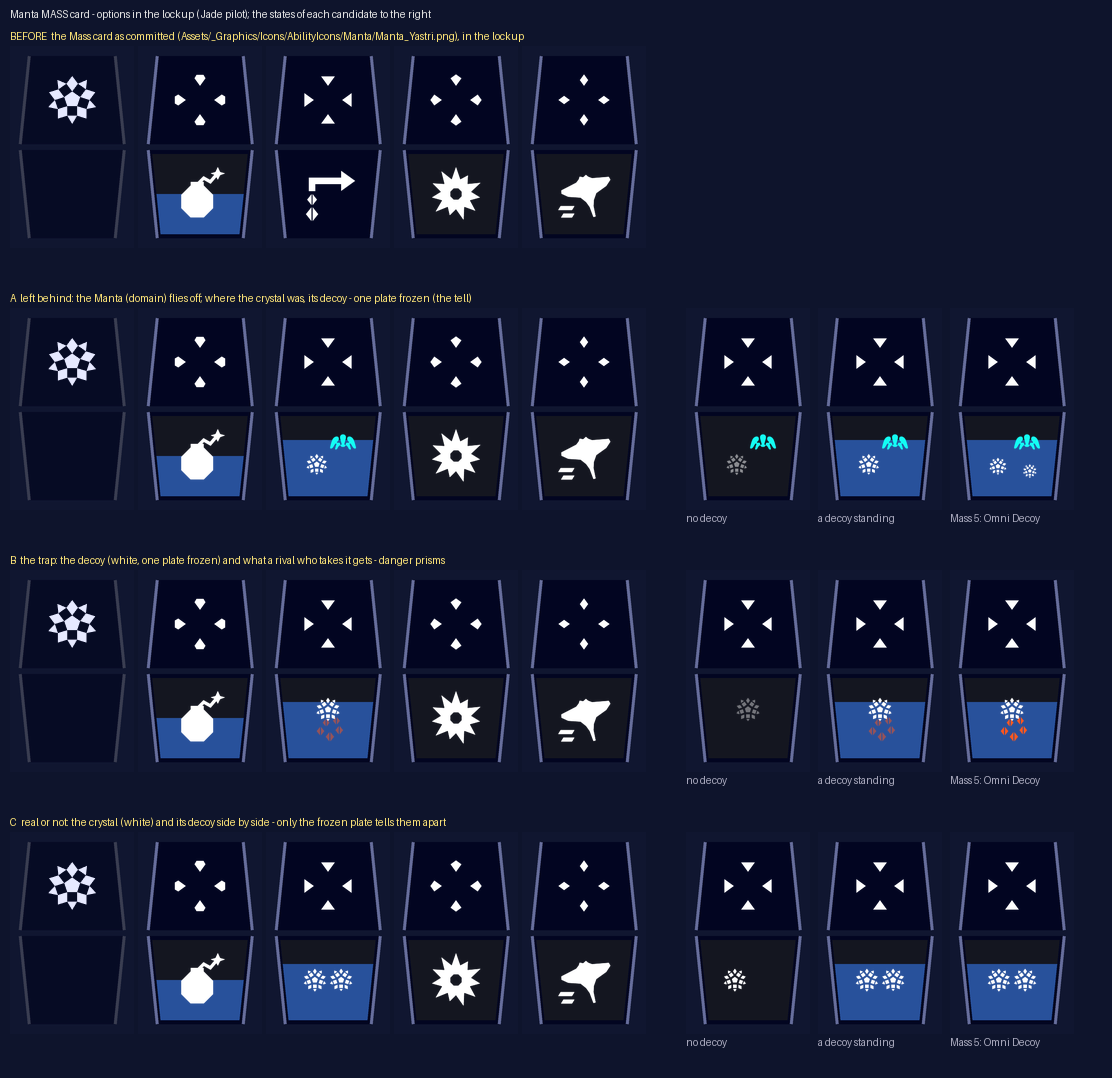 Manta MASS card - options in the lockup (Jade pilot); the states of each candidate to the right
BEFORE the Mass card as committed (Assets/_Graphics/Icons/AbilityIcons/Manta/Manta_Yastri.png), in the lockup
A left behind: the Manta (domain) flies off; where the crystal was, its decoy - one plate frozen (the tell)
no decoy
a decoy standing
Mass 5: Omni Decoy
B the trap: the decoy (white, one plate frozen) and what a rival who takes it gets - danger prisms
no decoy
a decoy standing
Mass 5: Omni Decoy
C real or not: the crystal (white) and its decoy side by side - only the frozen plate tells them apart
no decoy
a decoy standing
Mass 5: Omni Decoy